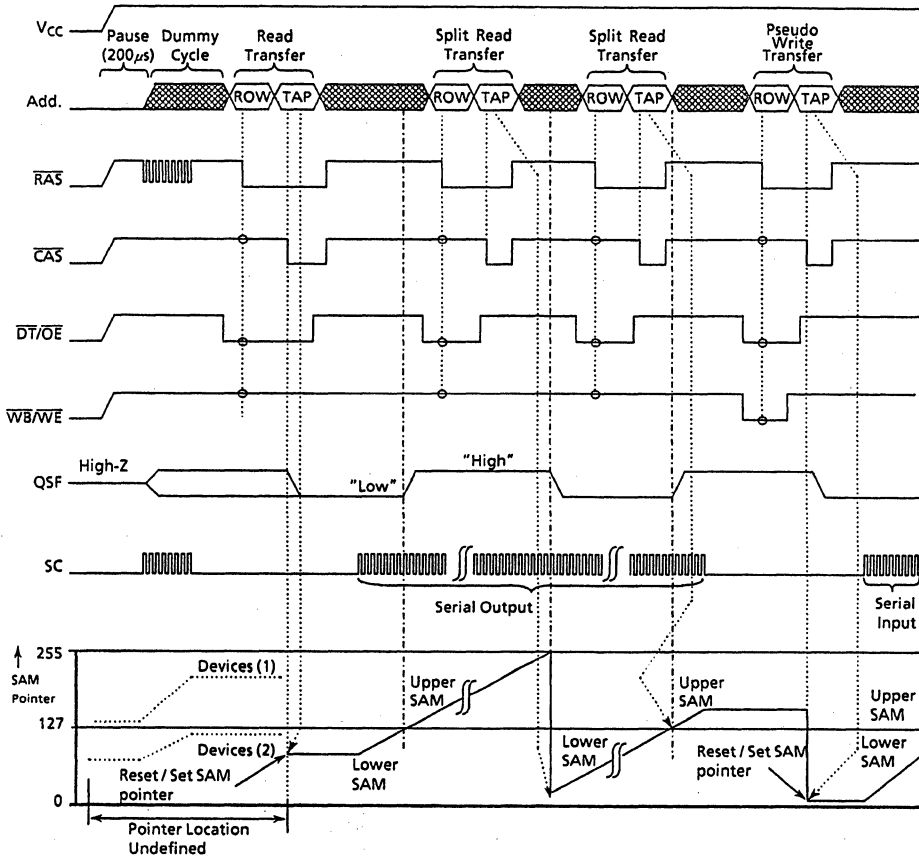 VCC
Pause
(200μs)
Dummy
Cycle
Read
Transfer
Split Read
Transfer
Split Read
Transfer
Pseudo
Write
Transfer
Add.
ROW
TAP
ROW
TAP
ROW
TAP
ROW
TAP
RAS
CAS
DT/OE
WB/WE
High-Z
QSF
"Low"
"High"
SC
Serial Output
Serial
Input
255
SAM
Pointer
Devices (1)
Upper
SAM
Upper
SAM
Upper
SAM
127
Devices (2)
Reset / Set SAM
pointer
Lower
SAM
Lower
SAM
Reset / Set SAM
pointer
Lower
SAM
0
Pointer Location
Undefined